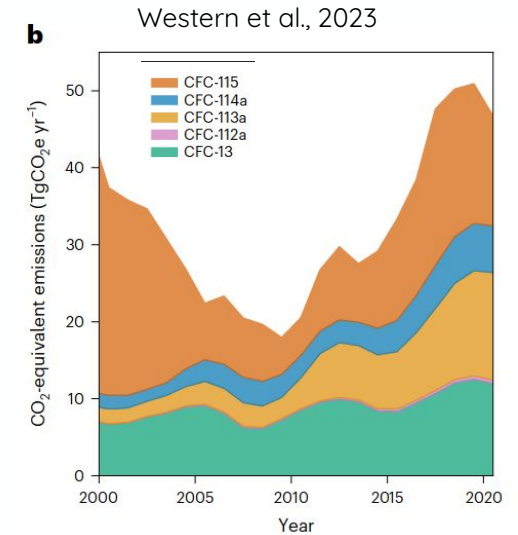 Western et al., 2023
b
CFC-115
CFC-114a
CFC-113a
CFC-112a
CFC-13
CO₂-equivalent emissions (TgCO₂e yr⁻¹)
50
40
30
20
10
0
2000 2005 2010 2015 2020
Year